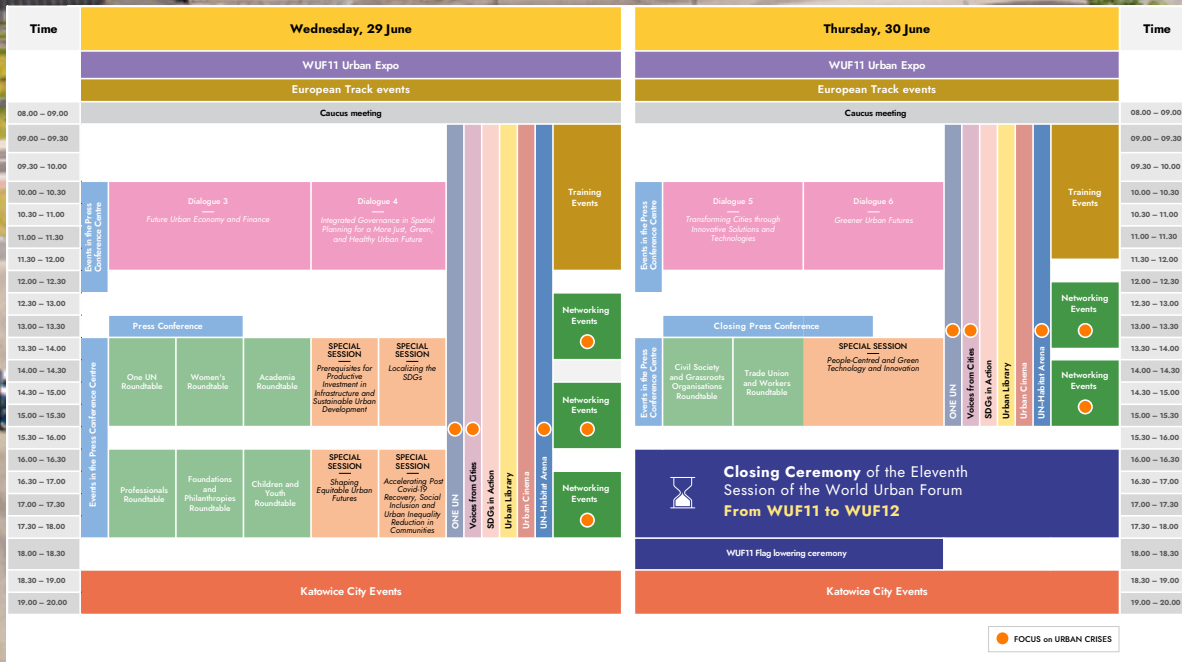 Time
Wednesday, 29 June
Thursday, 30 June
Time
WUF11 Urban Expo
WUF11 Urban Expo
European Track events
European Track events
08.00 – 09.00
Caucus meeting
Caucus meeting
08.00 – 09.00
09.00 – 09.30
09.30 – 10.00
10.00 – 10.30
10.30 – 11.00
11.00 – 11.30
11.30 – 12.00
12.00 – 12.30
12.30 – 13.00
13.00 – 13.30
13.30 – 14.00
14.00 – 14.30
14.30 – 15.00
15.00 – 15.30
15.30 – 16.00
16.00 – 16.30
16.30 – 17.00
17.00 – 17.30
17.30 – 18.00
18.00 – 18.30
18.30 – 19.00
19.00 – 20.00
Events in the Press
Conference Centre
Dialogue 3
Future Urban Economy and Finance
Dialogue 4
Integrated Governance in Spatial
Planning for a More Just, Green,
and Healthy Urban Future
Training
Events
Press Conference
Networking
Events
Events in the Press Conference Centre
One UN
Roundtable
Women's
Roundtable
Academia
Roundtable
SPECIAL
SESSION
Prerequisites for
Productive
Investment in
Infrastructure and
Sustainable Urban
Development
SPECIAL
SESSION
Localizing the
SDGs
Networking
Events
Professionals
Roundtable
Foundations
and
Philanthropies
Roundtable
Children and
Youth
Roundtable
SPECIAL
SESSION
Shaping
Equitable Urban
Futures
SPECIAL
SESSION
Accelerating Post
Covid-19
Recovery, Social
Inclusion and
Urban Inequality
Reduction in
Communities
ONE UN
Voices from Cities
SDGs in Action
Urban Library
Urban Cinema
UN-Habitat Arena
Networking
Events
Katowice City Events
Events in the Press
Conference Centre
Dialogue 5
Transforming Cities through
Innovative Solutions and
Technologies
Dialogue 6
Greener Urban Futures
Training
Events
Closing Press Conference
Networking
Events
Events in the Press
Conference Centre
Civil Society
and Grassroots
Organisations
Roundtable
Trade Union
and Workers
Roundtable
SPECIAL SESSION
People-Centred and Green
Technology and Innovation
ONE UN
Voices from Cities
SDGs in Action
Urban Library
Urban Cinema
UN-Habitat Arena
Networking
Events
Closing Ceremony of the Eleventh
Session of the World Urban Forum
From WUF11 to WUF12
WUF11 Flag lowering ceremony
Katowice City Events
09.00 – 09.30
09.30 – 10.00
10.00 – 10.30
10.30 – 11.00
11.00 – 11.30
11.30 – 12.00
12.00 – 12.30
12.30 – 13.00
13.00 – 13.30
13.30 – 14.00
14.00 – 14.30
14.30 – 15.00
15.00 – 15.30
15.30 – 16.00
16.00 – 16.30
16.30 – 17.00
17.00 – 17.30
17.30 – 18.00
18.00 – 18.30
18.30 – 19.00
19.00 – 20.00
FOCUS on URBAN CRISES